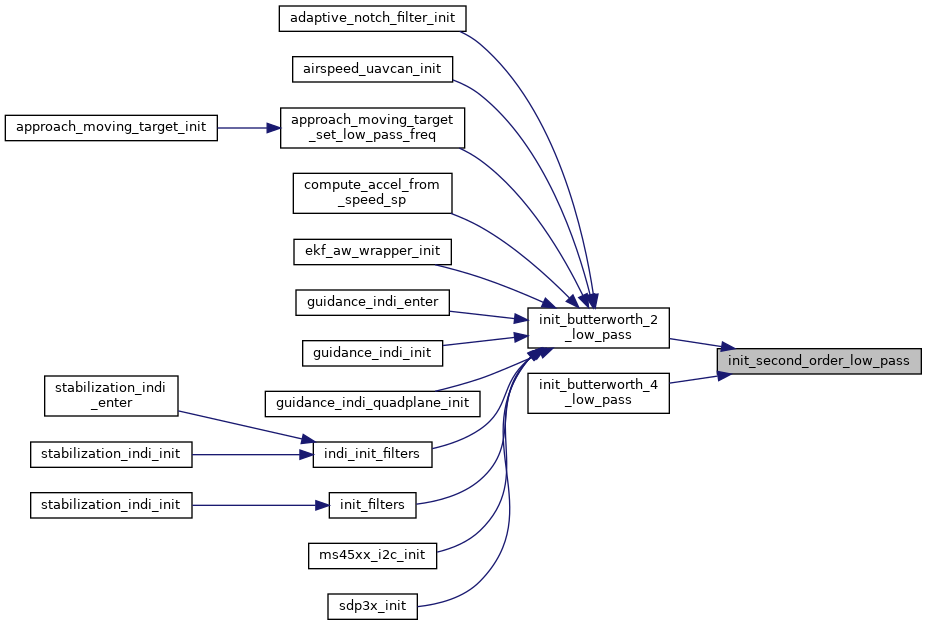 adaptive_notch_filter_init
airspeed_uavcan_init
approach_moving_target
_set_low_pass_freq
approach_moving_target_init
compute_accel_from
_speed_sp
ekf_aw_wrapper_init
guidance_indi_enter
init_butterworth_2
_low_pass
guidance_indi_init
init_second_order_low_pass
stabilization_indi
_enter
guidance_indi_quadplane_init
init_butterworth_4
_low_pass
stabilization_indi_init
indi_init_filters
stabilization_indi_init
init_filters
ms45xx_i2c_init
sdp3x_init